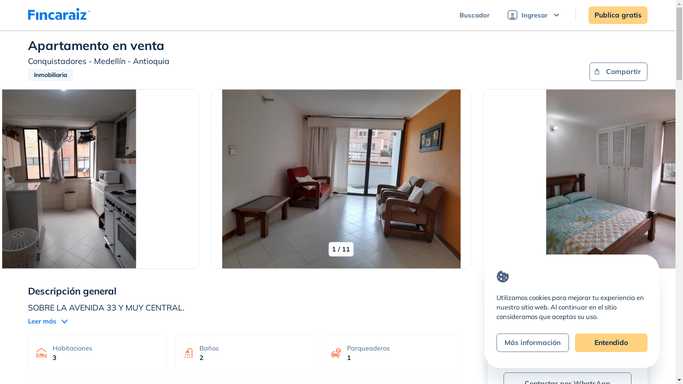 Fincaraiz
Buscador
Ingresar
Publica gratis
Apartamento en venta
Conquistadores - Medellín - Antioquia
Inmobiliaria
Compartir
1 / 11
Descripción general
SOBRE LA AVENIDA 33 Y MUY CENTRAL.
Leer más
Habitaciones
3
Baños
2
Parqueaderos
1
Utilizamos cookies para mejorar tu experiencia en
nuestro sitio web. Al continuar en el sitio
consideramos que aceptas su uso.
Más información
Entendido
Contactar por WhatsApp